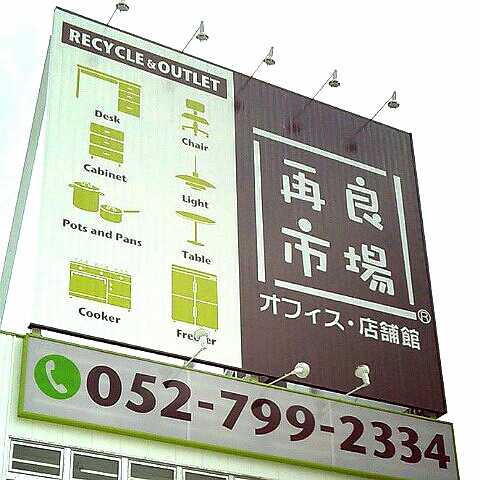 RECYCLE & OUTLET
Desk
Chair
Cabinet
Light
Pots and Pans
Table
Cooker
Freezer
再良
市場
®
オフィス・店舗館
052-799-2334